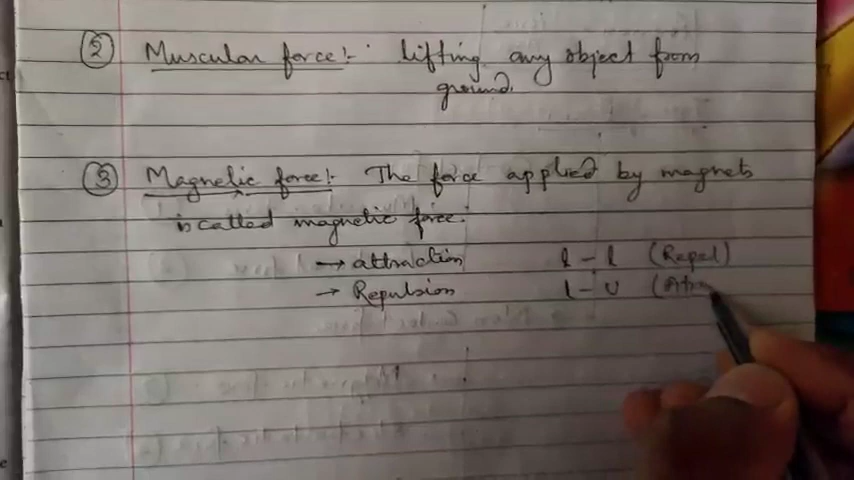 ② Muscular force:- lifting any object from
ground.
③ Magnetic force:- The force applied by magnets
is called magnetic force.
→ attraction l - l (Repel)
→ Repulsion l - u (Attra